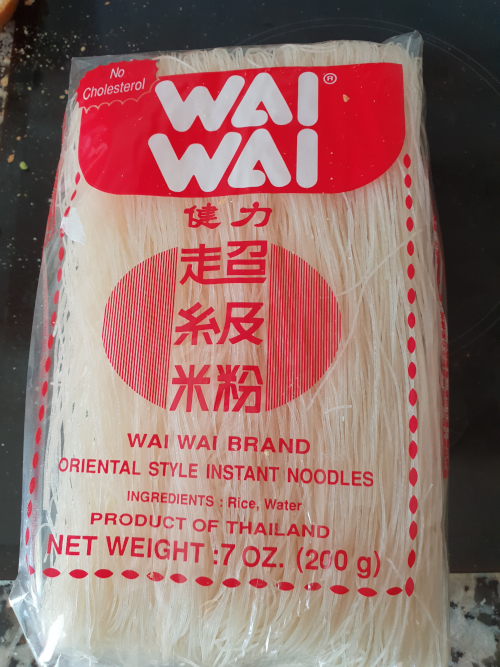 No
Cholesterol
WAI®
WAI
健力
超
級
米粉
WAI WAI BRAND
ORIENTAL STYLE INSTANT NOODLES
INGREDIENTS : Rice, Water
PRODUCT OF THAILAND
NET WEIGHT :7 OZ. (200 g)